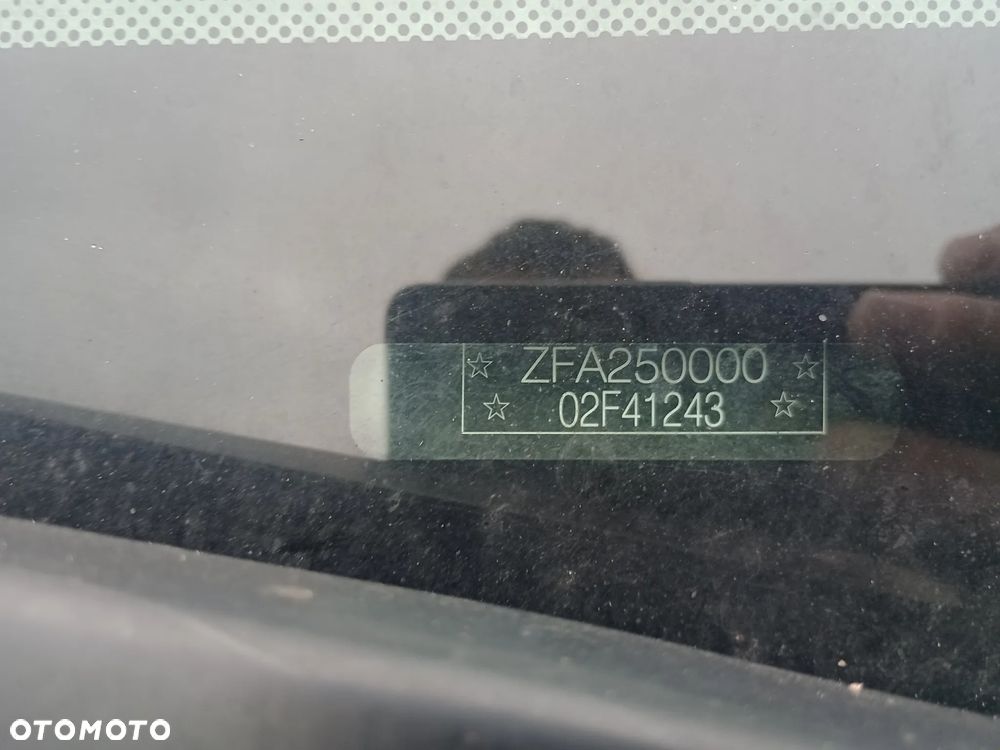 ☆ ZFA250000 ☆
☆ 02F41243 ☆
OTOMOTO